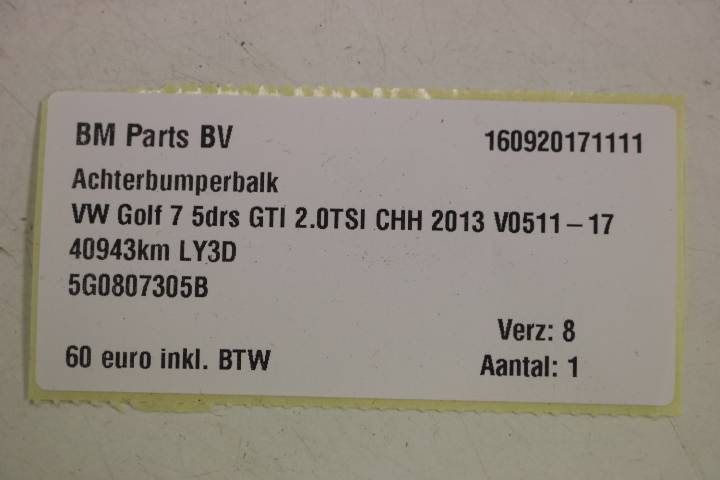 BM Parts BV 160920171111
Achterbumperbalk
VW Golf 7 5drs GTI 2.0TSI CHH 2013 V0511-17
40943km LY3D
5G0807305B
Verz: 8
60 euro inkl. BTW Aantal: 1